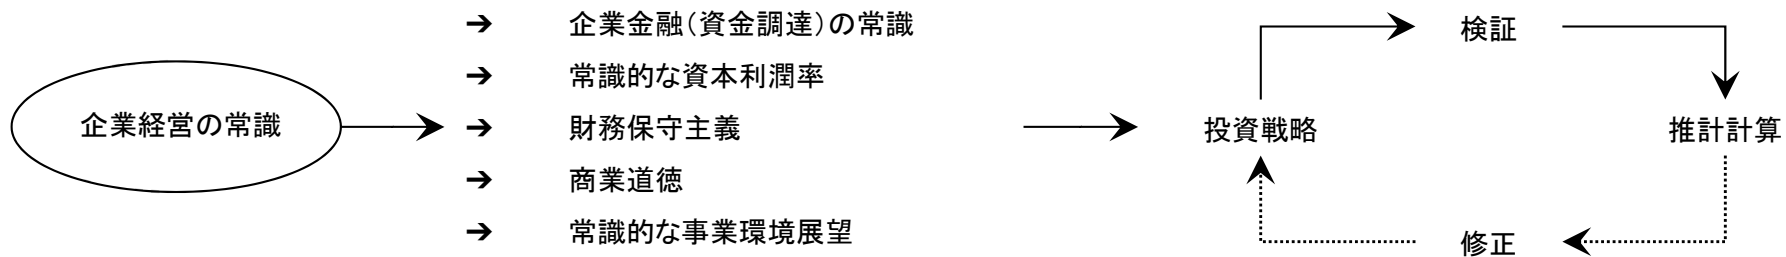 企業経営の常識
➔ 企業金融（資金調達）の常識
➔ 常識的な資本利潤率
➔ 財務保守主義
➔ 商業道徳
➔ 常識的な事業環境展望
投資戦略
検証
推計計算
修正